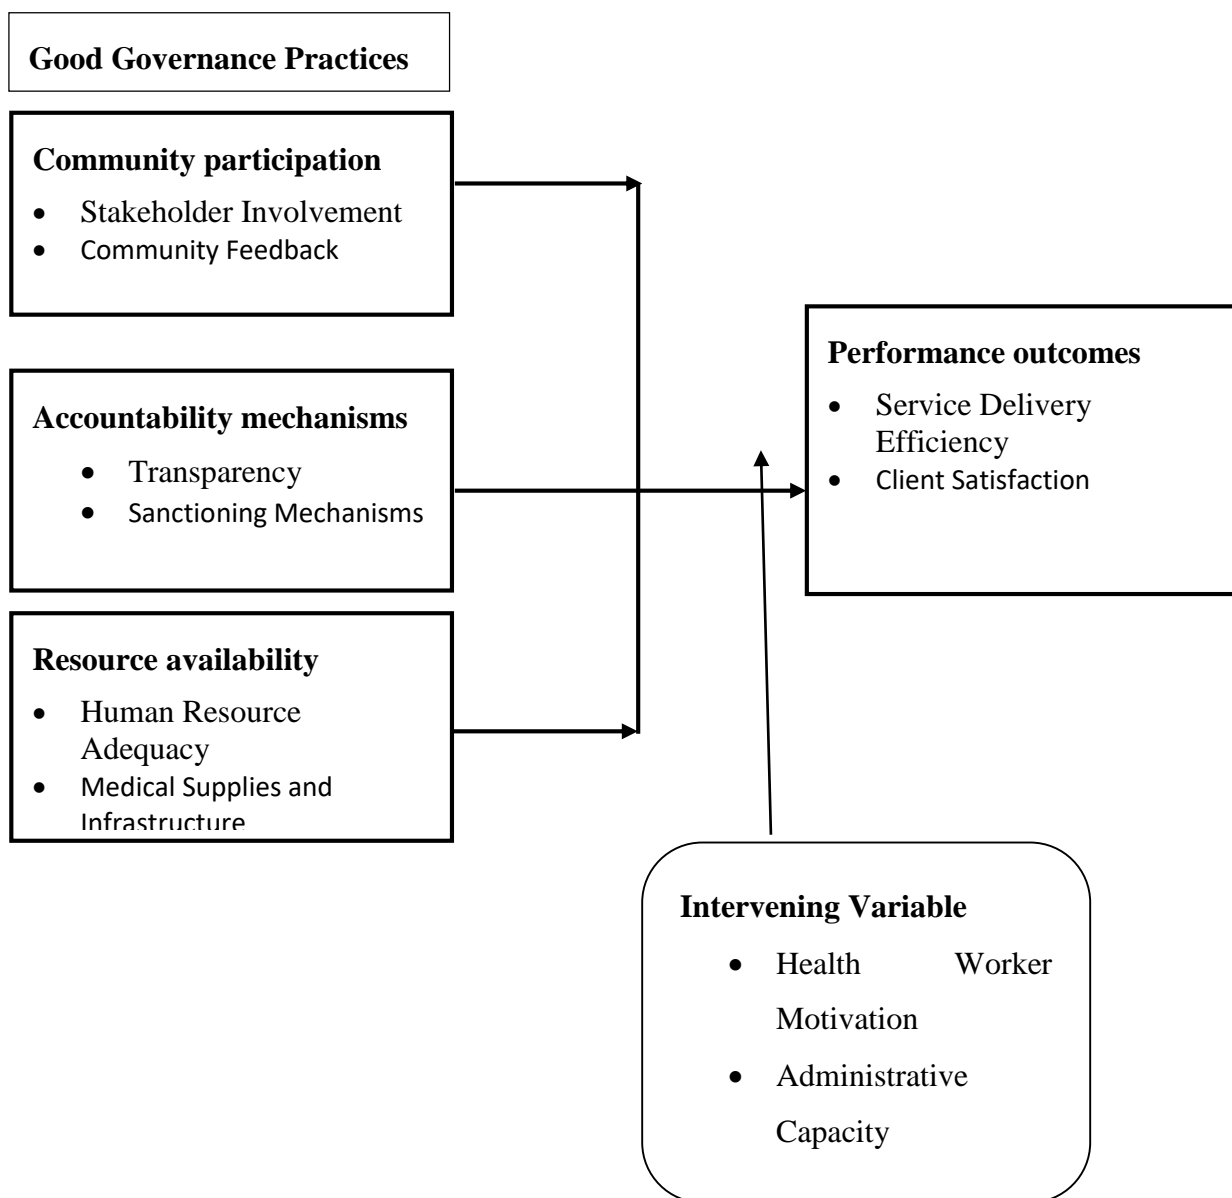 Good Governance Practices
Community participation
• Stakeholder Involvement
• Community Feedback
Accountability mechanisms
• Transparency
• Sanctioning Mechanisms
Resource availability
• Human Resource
Adequacy
• Medical Supplies and
Infrastructure
Performance outcomes
• Service Delivery
Efficiency
• Client Satisfaction
Intervening Variable
• Health Worker
Motivation
• Administrative
Capacity